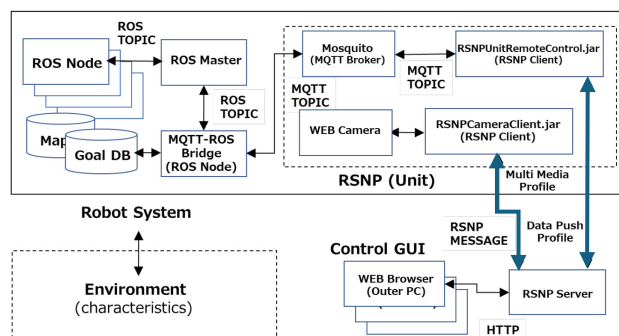 ROS
TOPIC
ROS Node
ROS Master
ROS
TOPIC
Map
Goal DB
MQTT-ROS
Bridge
(ROS Node)
Mosquito
(MQTT Broker)
MQTT
TOPIC
MQTT
TOPIC
RSNPUnitRemoteControl.jar
(RSNP Client)
WEB Camera
RSNPCameraClient.jar
(RSNP Client)
RSNP (Unit)
Multi Media
Profile
Robot System
RSNP
MESSAGE
Data Push
Profile
Control GUI
Environment
(characteristics)
WEB Browser
(Outer PC)
RSNP Server
HTTP